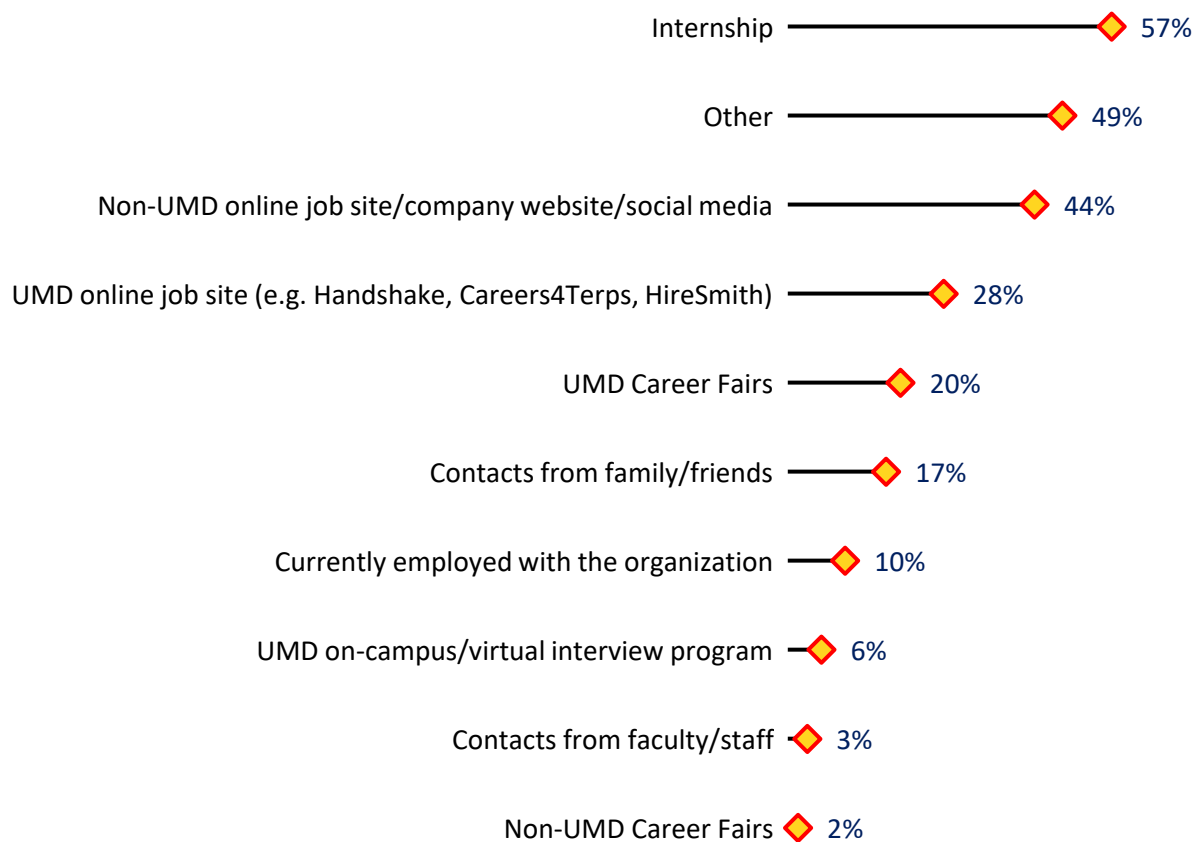 Internship 57%
Other 49%
Non-UMD online job site/company website/social media 44%
UMD online job site (e.g. Handshake, Careers4Terps, HireSmith) 28%
UMD Career Fairs 20%
Contacts from family/friends 17%
Currently employed with the organization 10%
UMD on-campus/virtual interview program 6%
Contacts from faculty/staff 3%
Non-UMD Career Fairs 2%